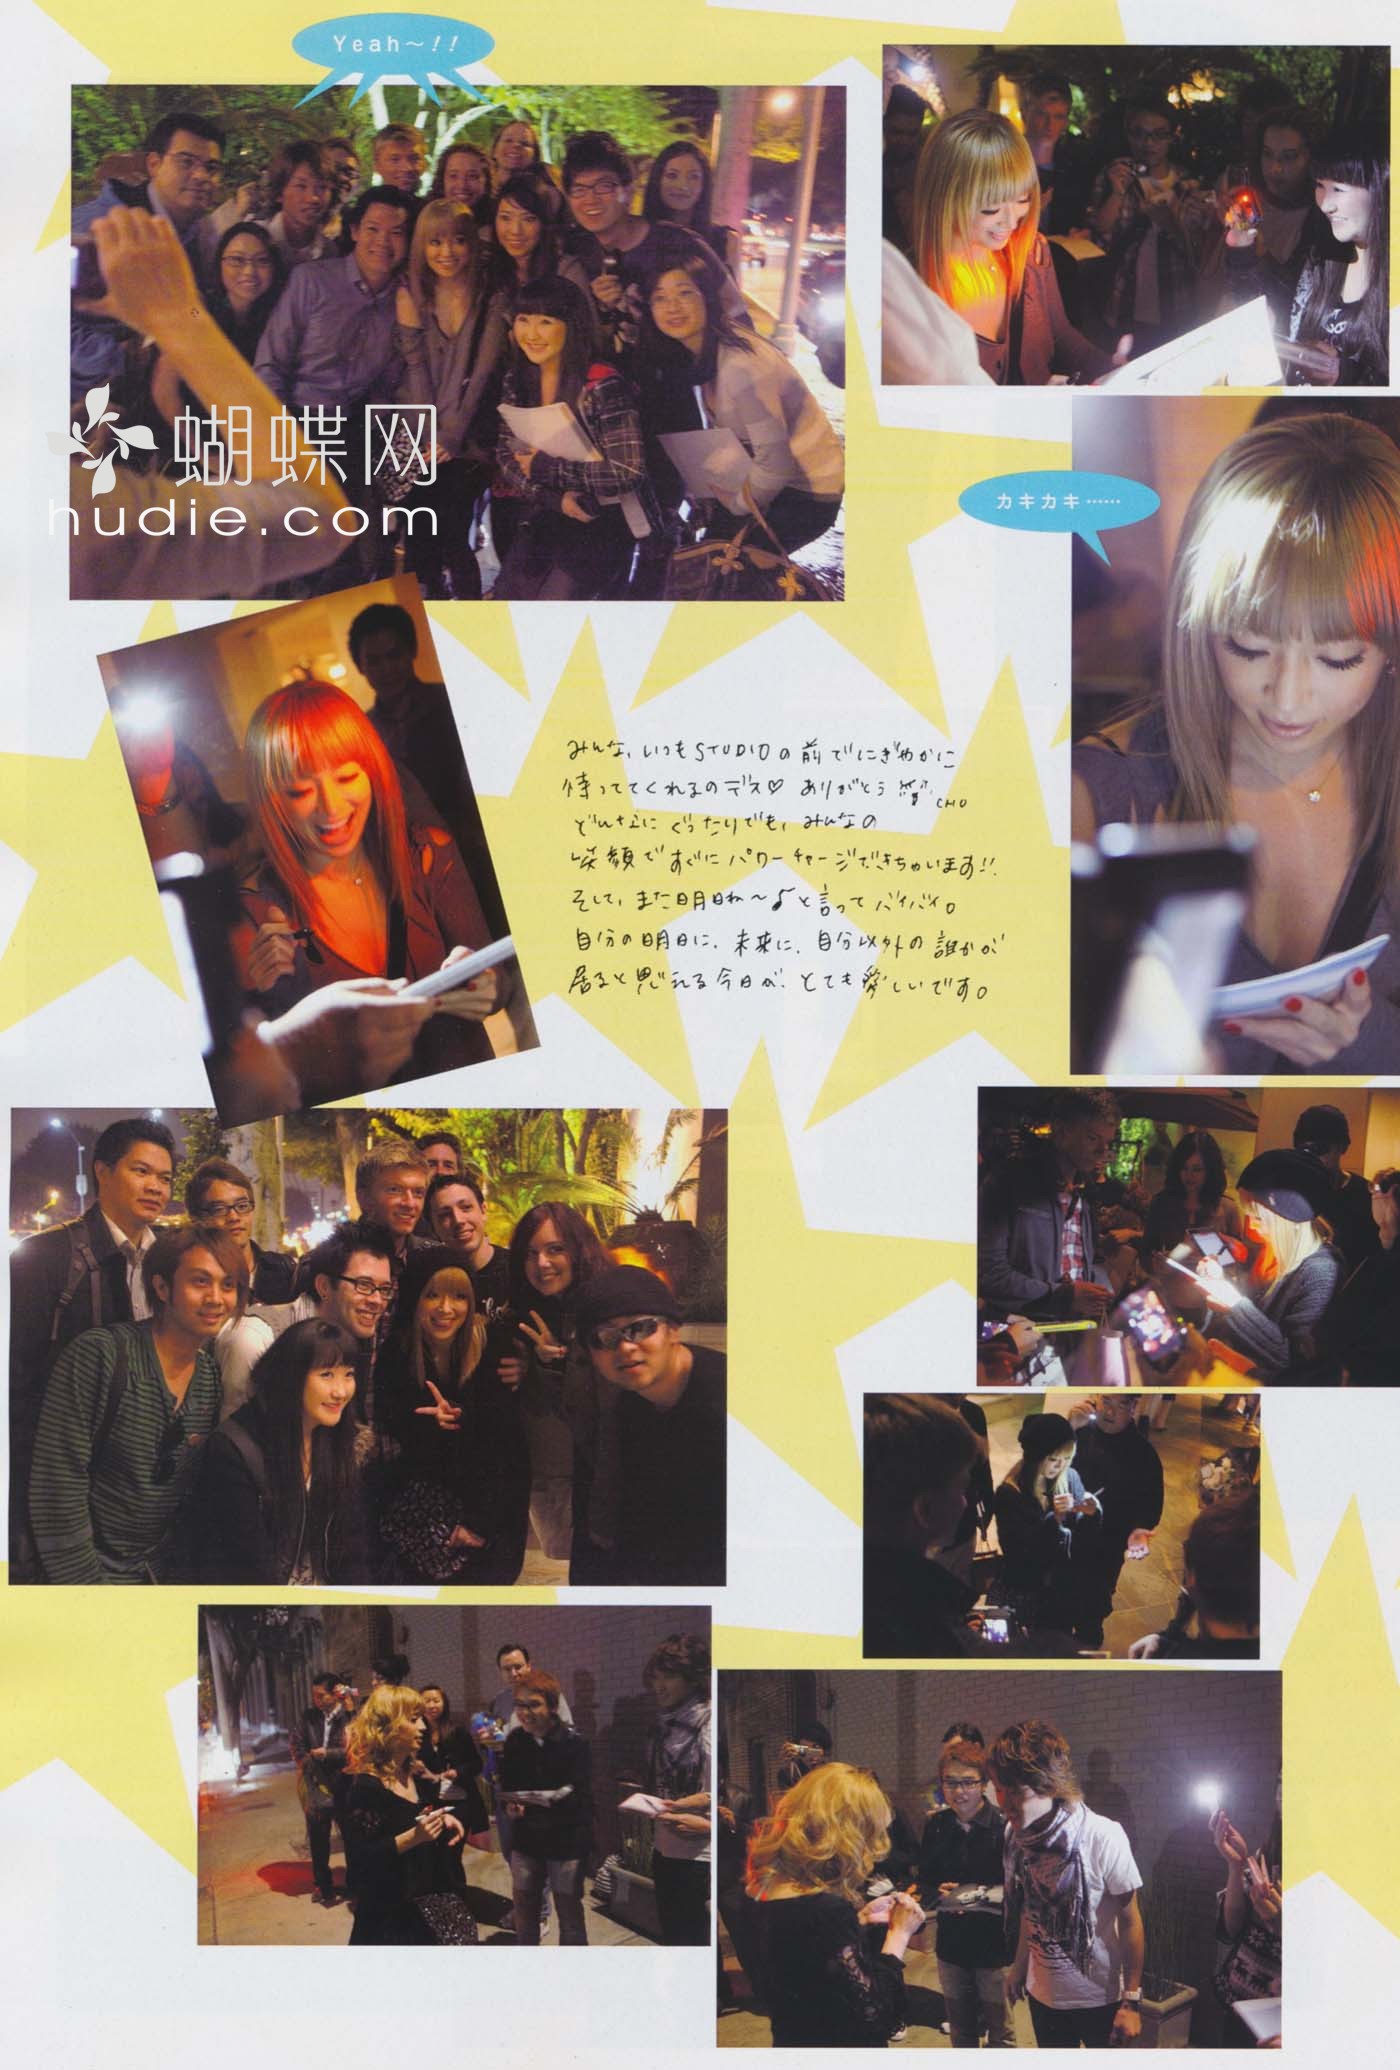 Yeah〜!!
蝴蝶网
hudie.com
カキカキ……
みんな、いつもSTUDIOの前でにぎやかに
待っててくれるのデス♡ ありがとう CHO
どんなにぐったりでも、みんなの
笑顔ですぐにパワーチャージできちゃいます!!
そして、また明日ね〜♪と言ってバイバイ。
自分の明日に、未来に、自分以外の誰かが
居ると思える今日が、とても愛しいです。